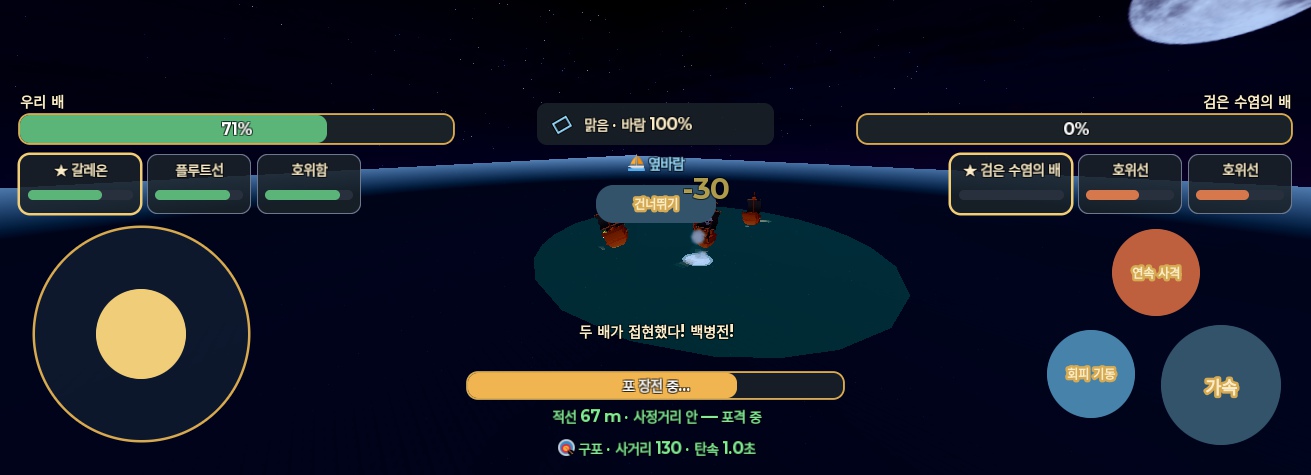 우리 배
검은 수염의 배
71%
맑음 · 바람 100%
0%
옆바람
★ 갈레온
플루트선
호위함
★ 검은 수염의 배
호위선
호위선
-30
건너뛰기
연속 사격
두 배가 접현했다! 백병전!
회피 기동
가속
포 장전 중...
적선 67 m · 사정거리 안 — 포격 중
구포 · 사거리 130 · 탄속 1.0초